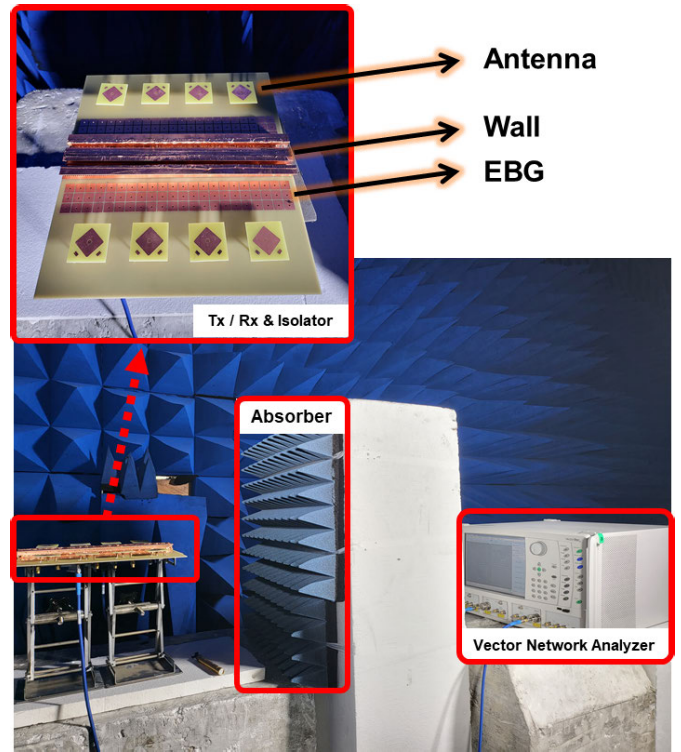 Antenna
Wall
EBG
Tx / Rx & Isolator
Absorber
Vector Network Analyzer